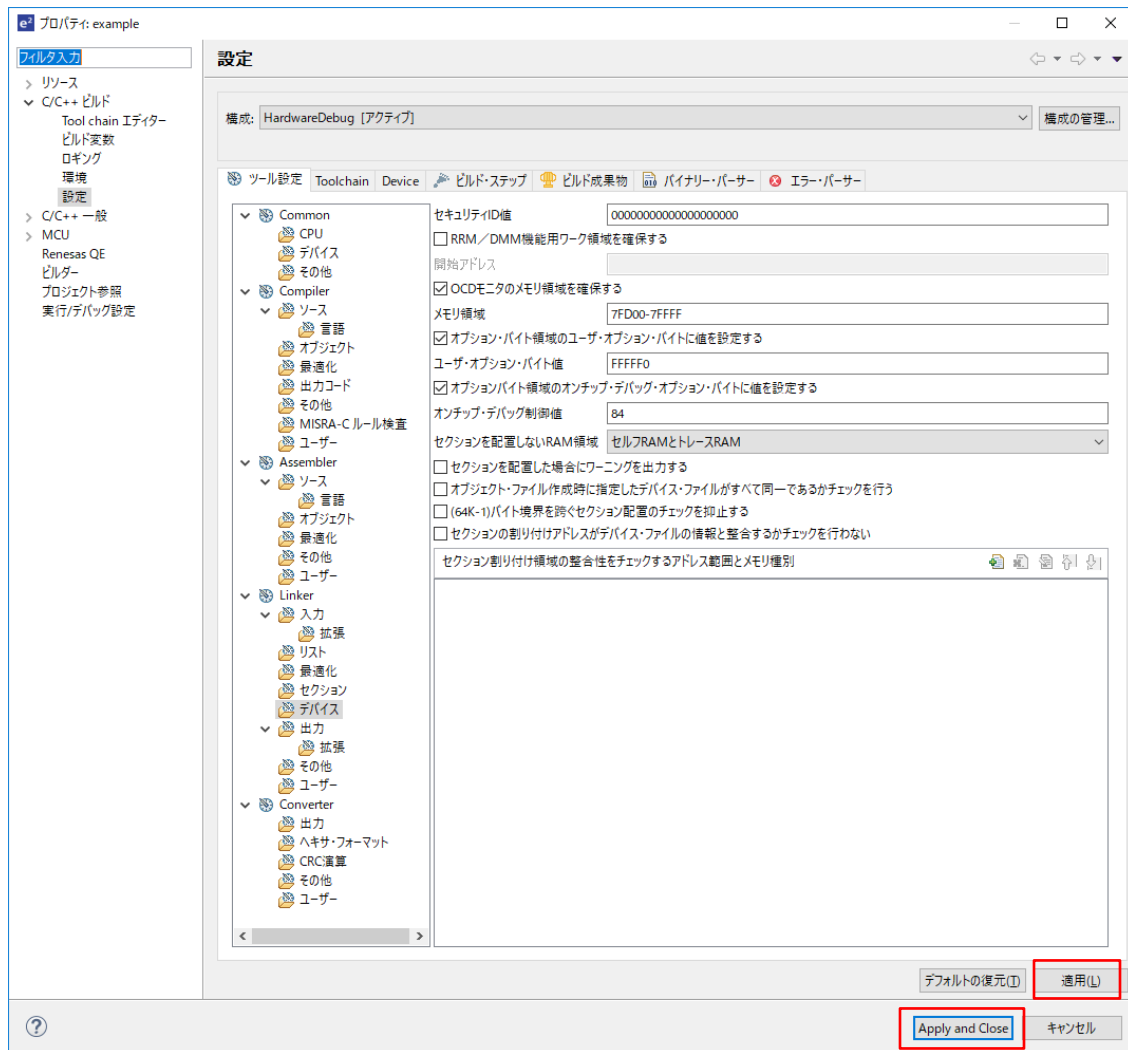 e² プロパティ: example
フィルタ入力
リソース
C/C++ ビルド
Tool chain エディター
ビルド変数
ロギング
環境
設定
C/C++ 一般
MCU
Renesas QE
ビルダー
プロジェクト参照
実行/デバッグ設定
設定
構成: HardwareDebug [アクティブ] 構成の管理...
ツール設定 Toolchain Device ビルド・ステップ ビルド成果物 バイナリー・パーサー エラー・パーサー
Common
CPU
デバイス
その他
Compiler
ソース
言語
オブジェクト
最適化
出力コード
その他
MISRA-C ルール検査
ユーザー
Assembler
ソース
言語
オブジェクト
最適化
その他
ユーザー
Linker
入力
拡張
リスト
最適化
セクション
デバイス
出力
拡張
その他
ユーザー
Converter
出力
ヘキサ・フォーマット
CRC演算
その他
ユーザー
セキュリティID値 00000000000000000000
RRM／DMM機能用ワーク領域を確保する
開始アドレス
OCDモニタのメモリ領域を確保する
メモリ領域 7FD00-7FFFF
オプション・バイト領域のユーザ・オプション・バイトに値を設定する
ユーザ・オプション・バイト値 FFFFF0
オプションバイト領域のオンチップ・デバッグ・オプション・バイトに値を設定する
オンチップ・デバッグ制御値 84
セクションを配置しないRAM領域 セルフRAMとトレースRAM
セクションを配置した場合にワーニングを出力する
オブジェクト・ファイル作成時に指定したデバイス・ファイルがすべて同一であるかチェックを行う
(64K-1)バイト境界を跨ぐセクション配置のチェックを抑止する
セクションの割り付けアドレスがデバイス・ファイルの情報と整合するかチェックを行わない
セクション割り付け領域の整合性をチェックするアドレス範囲とメモリ種別
デフォルトの復元(T) 適用(L)
Apply and Close キャンセル